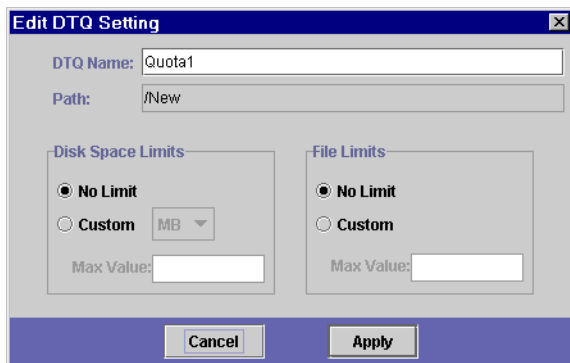 Edit DTQ Setting
DTQ Name: Quota1
Path: /New
Disk Space Limits
No Limit
Custom MB
Max Value:
File Limits
No Limit
Custom
Max Value:
Cancel Apply